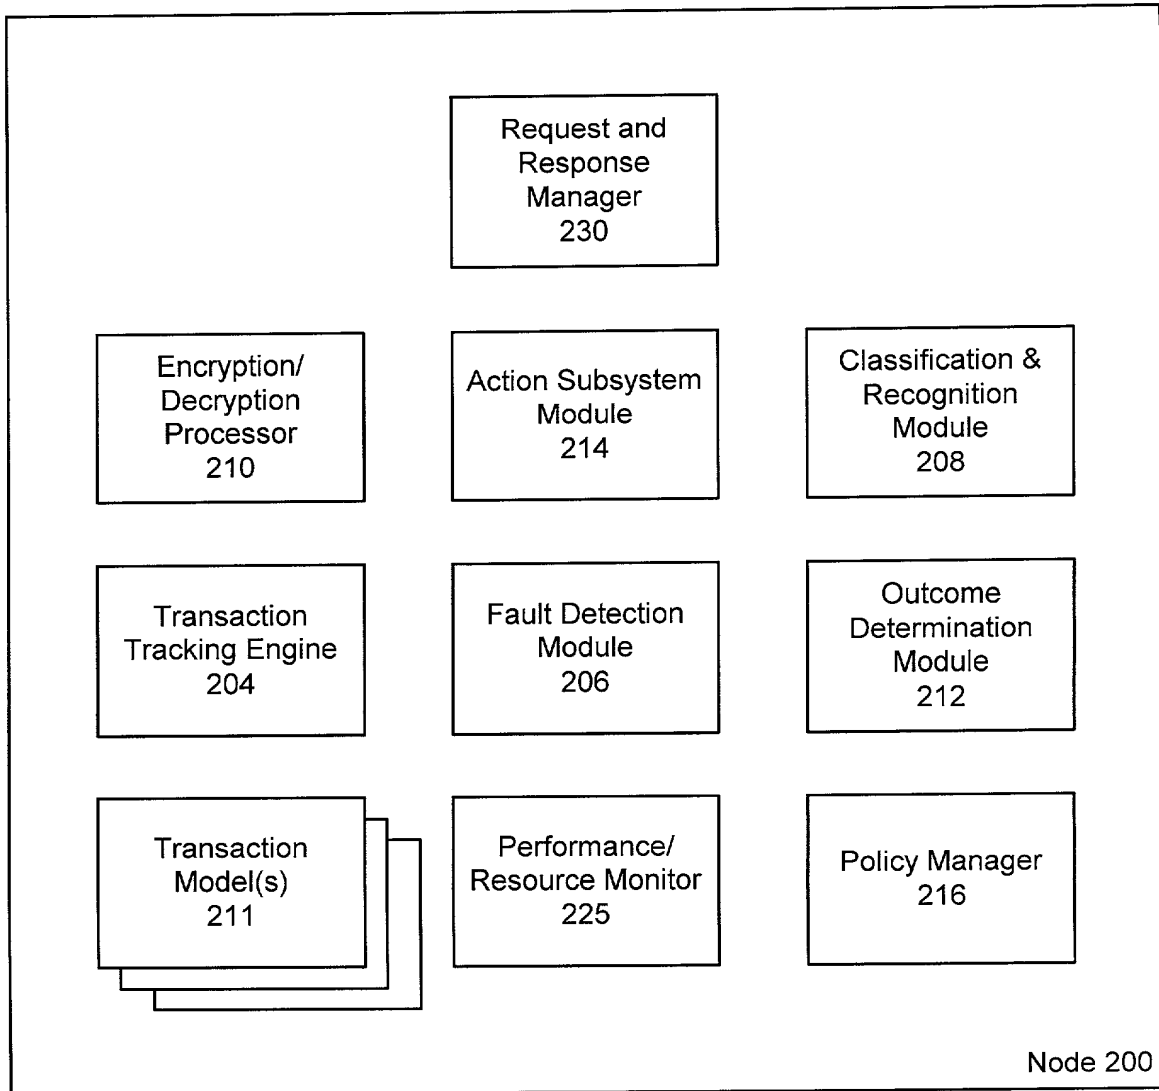 Request and
Response
Manager
230
Encryption/
Decryption
Processor
210
Action Subsystem
Module
214
Classification &
Recognition
Module
208
Transaction
Tracking Engine
204
Fault Detection
Module
206
Outcome
Determination
Module
212
Transaction
Model(s)
211
Performance/
Resource Monitor
225
Policy Manager
216
Node 200